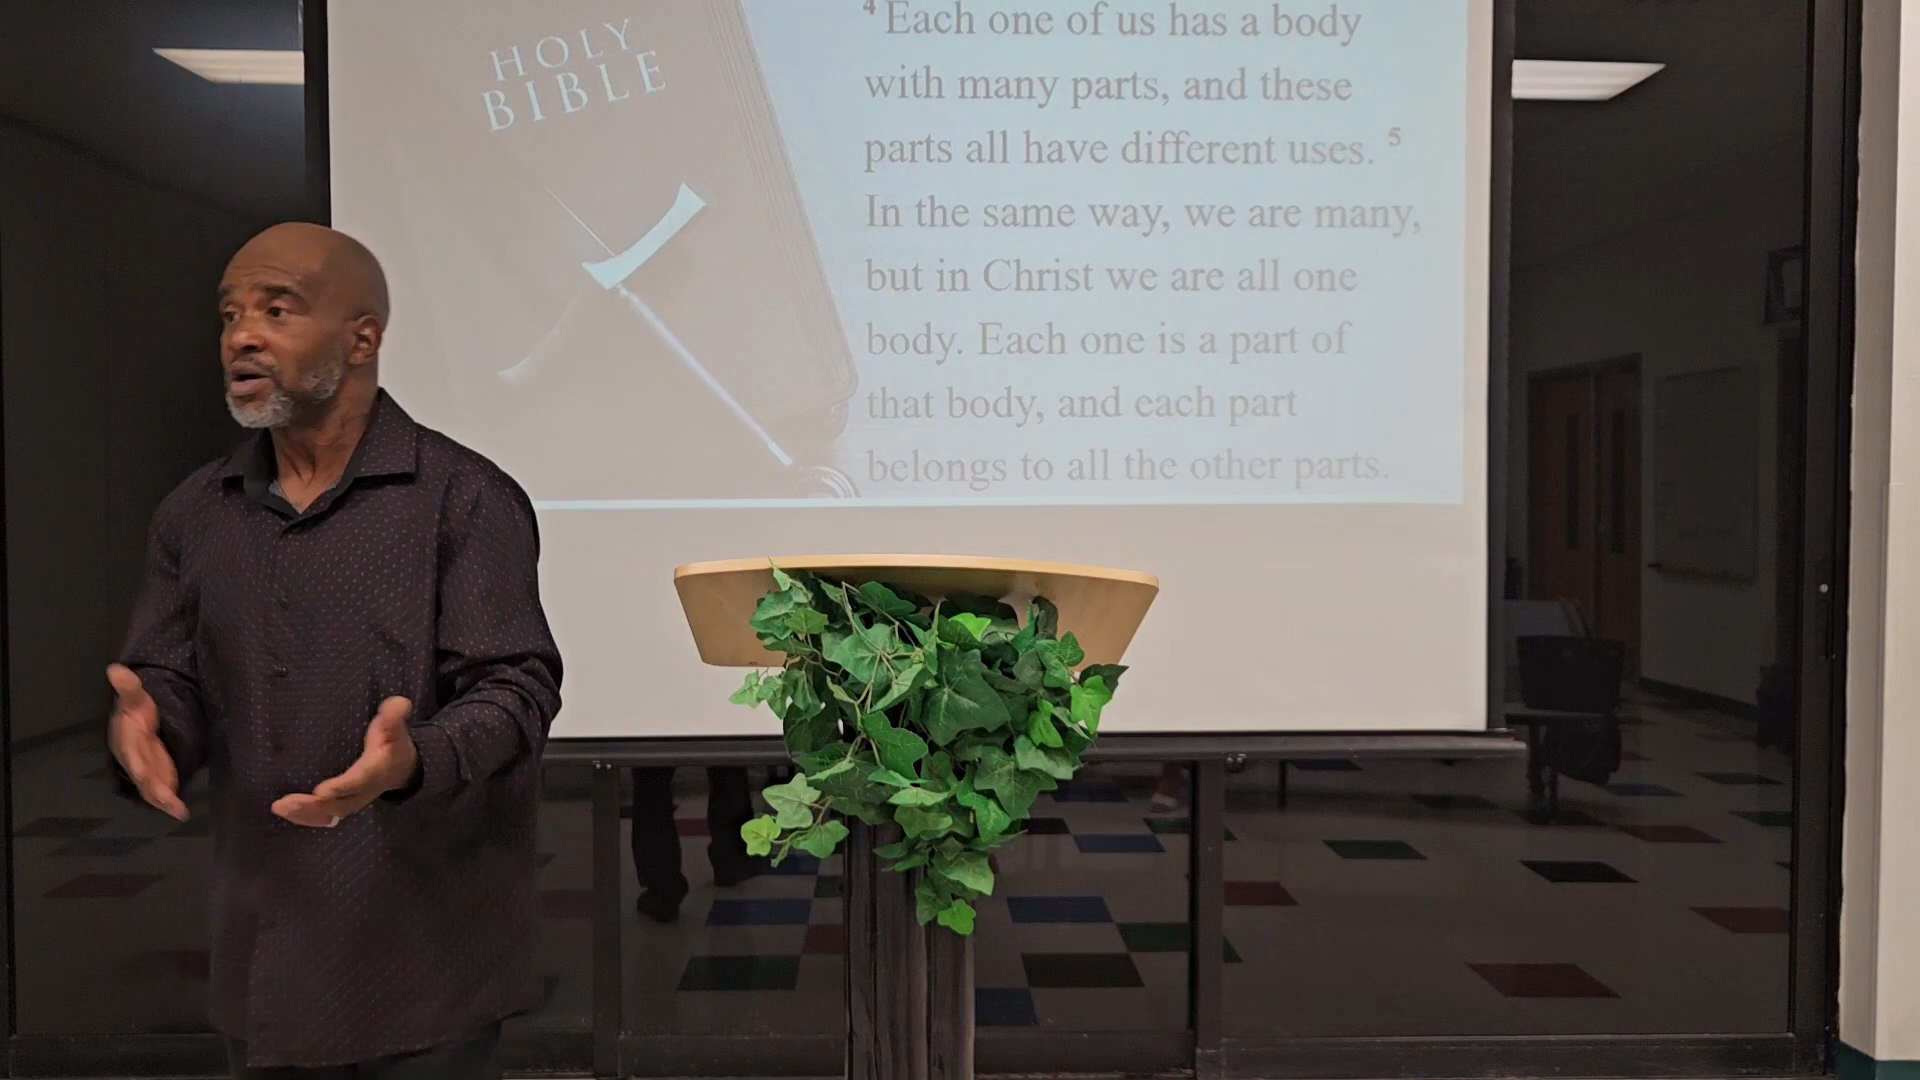 HOLY
BIBLE
4 Each one of us has a body
with many parts, and these
parts all have different uses. 5
In the same way, we are many,
but in Christ we are all one
body. Each one is a part of
that body, and each part
belongs to all the other parts.